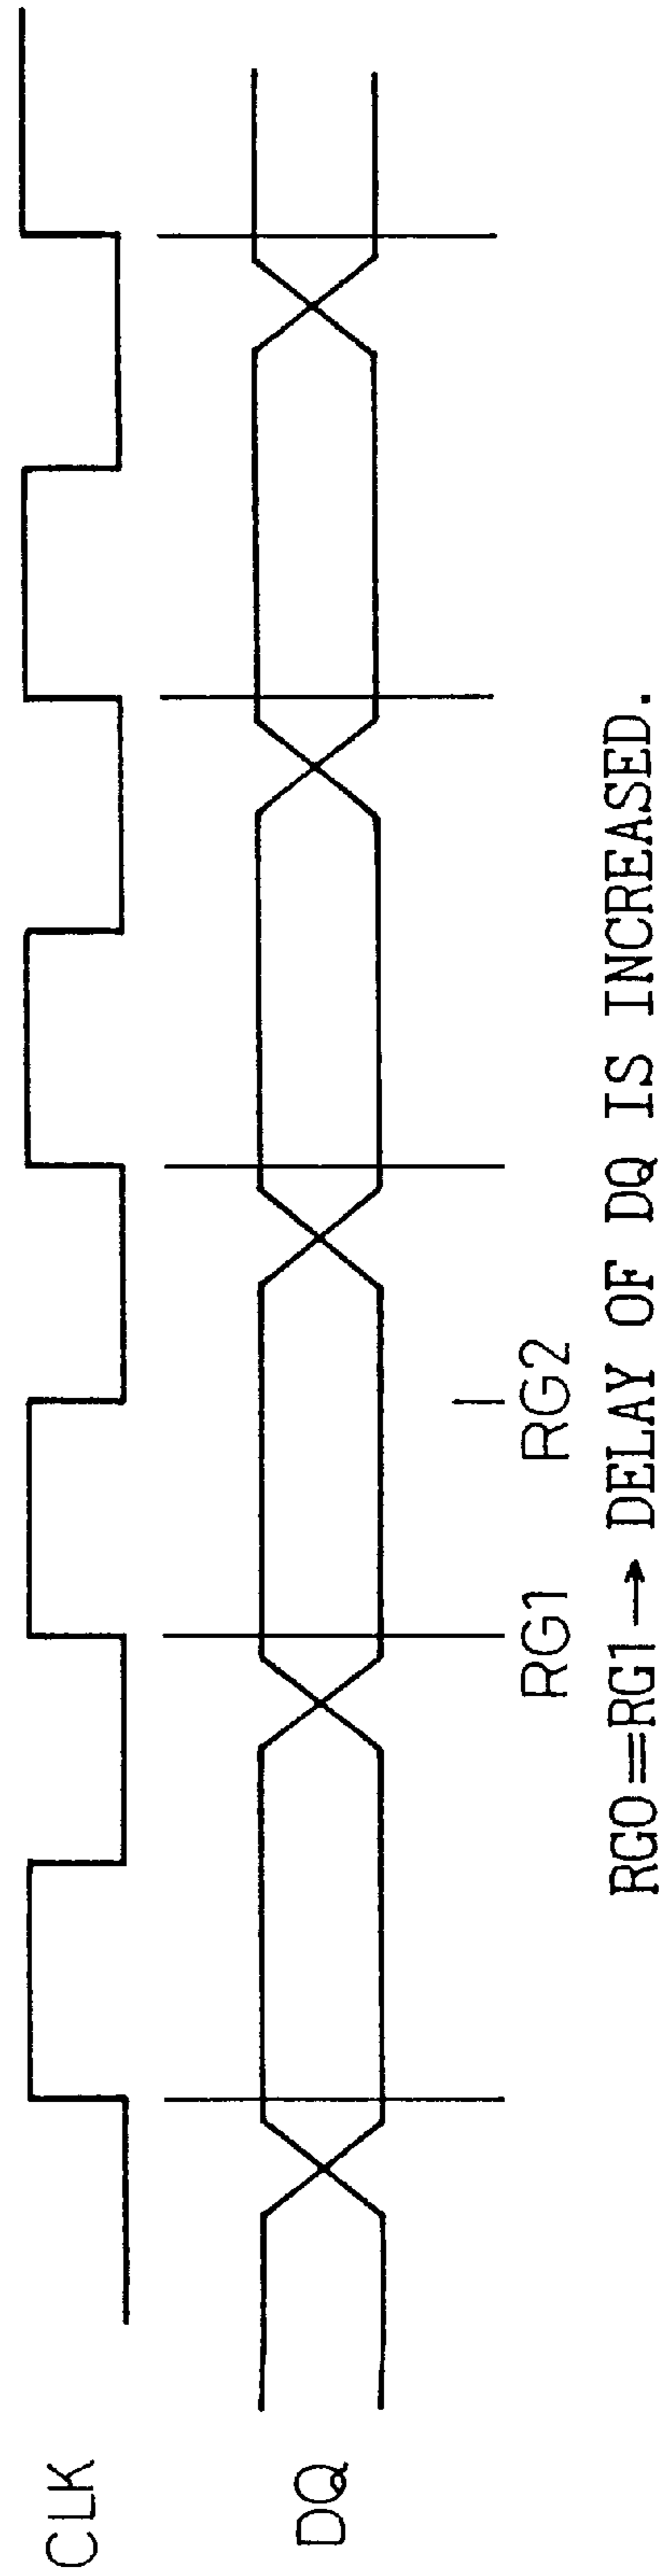 CLK
DQ
RG1
RG2
RG0=RG1→ DELAY OF DQ IS INCREASED.